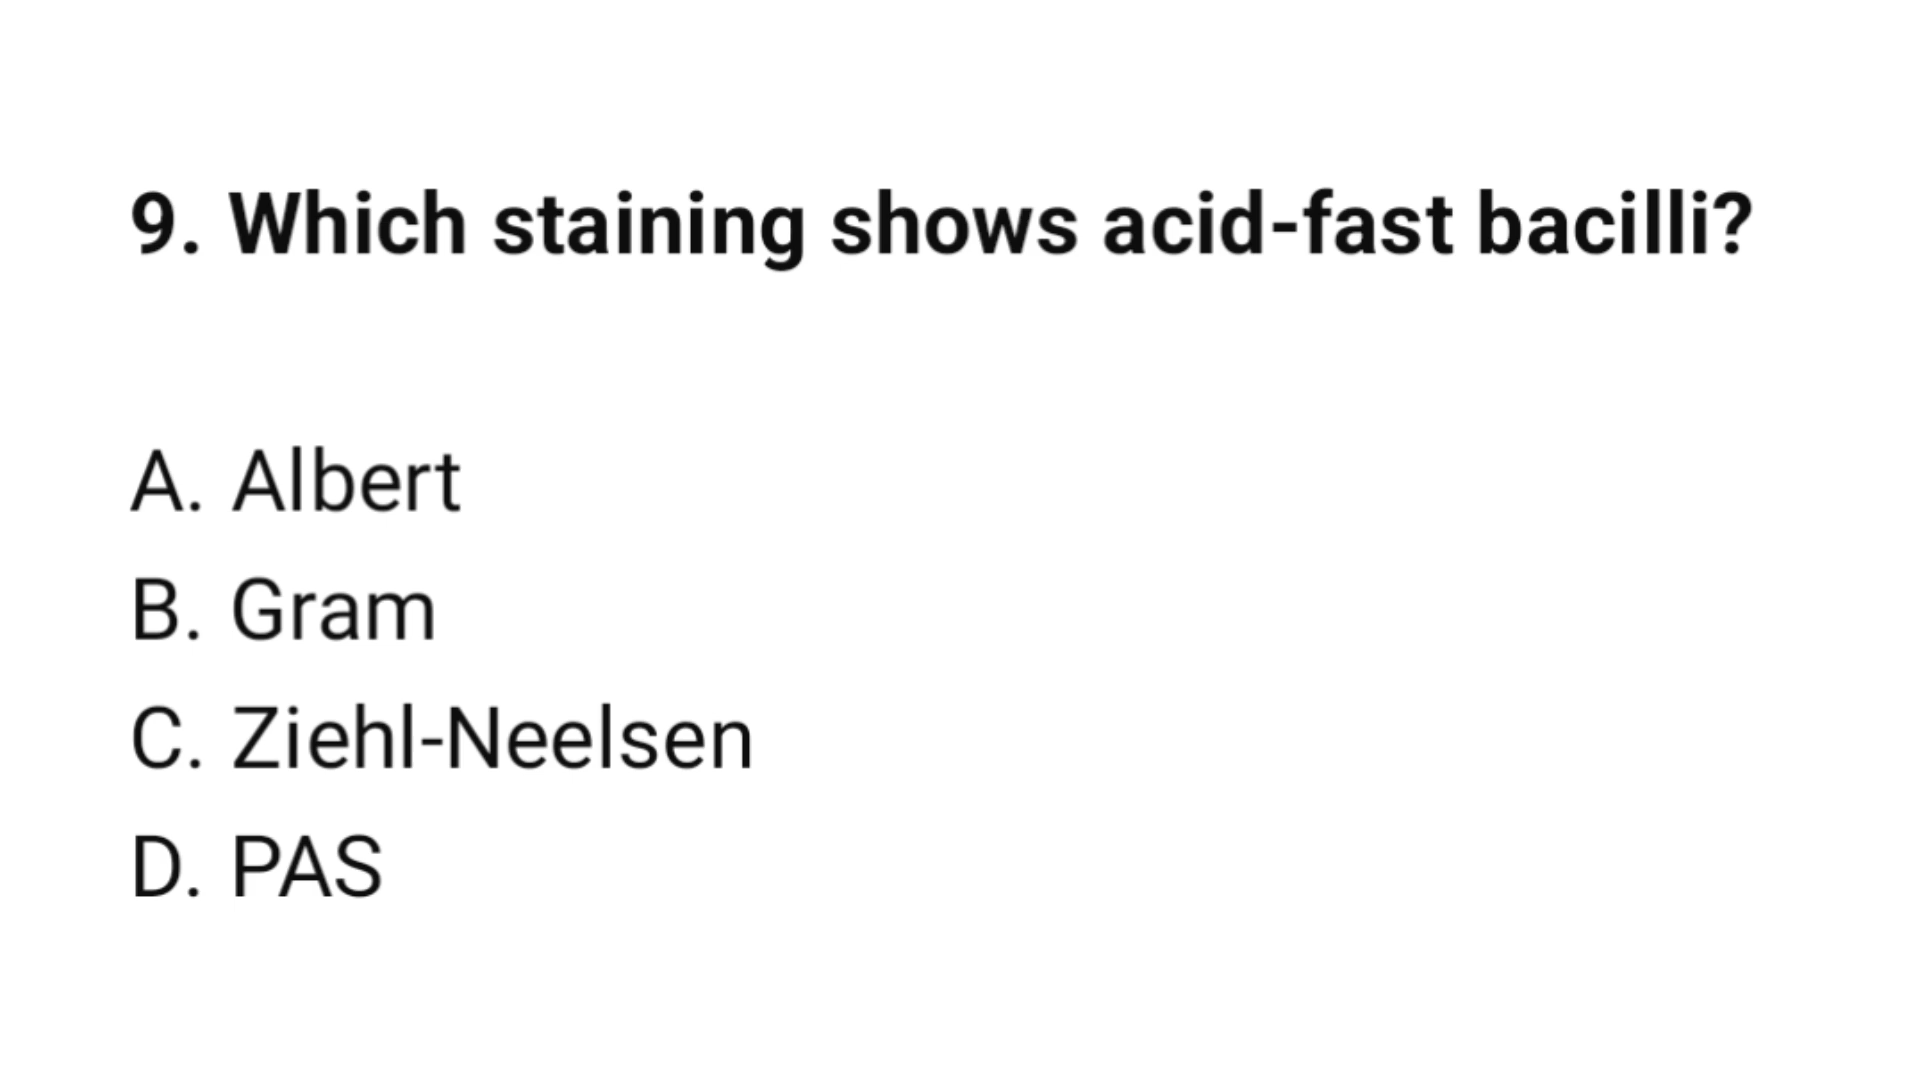 9. Which staining shows acid-fast bacilli?
A. Albert
B. Gram
C. Ziehl-Neelsen
D. PAS